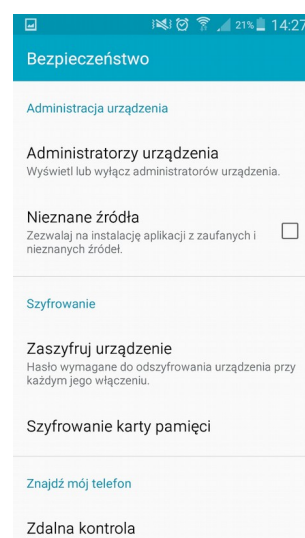 21% 14:27
Bezpieczeństwo
Administracja urządzenia
Administratorzy urządzenia
Wyświetl lub wyłącz administratorów urządzenia.
Nieznane źródła
Zezwalaj na instalację aplikacji z zaufanych i
nieznanych źródeł.
Szyfrowanie
Zaszyfruj urządzenie
Hasło wymagane do odszyfrowania urządzenia przy
każdym jego włączeniu.
Szyfrowanie karty pamięci
Znajdź mój telefon
Zdalna kontrola